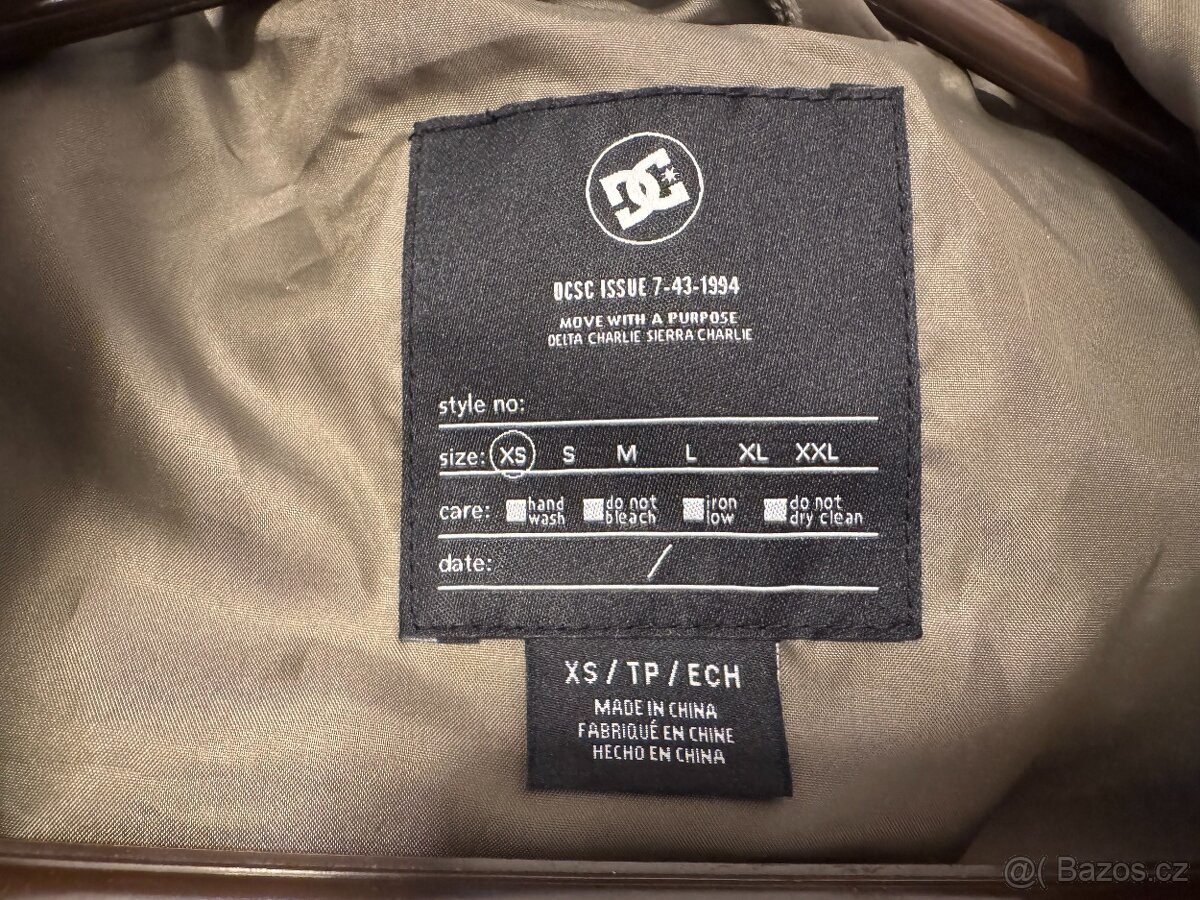 DC
DCSC ISSUE 7-43-1994
MOVE WITH A PURPOSE
DELTA CHARLIE SIERRA CHARLIE
style no:
size: XS S M L XL XXL
care: hand wash do not bleach iron low do not dry clean
date: /
XS / TP / ECH
MADE IN CHINA
FABRIQUÉ EN CHINE
HECHO EN CHINA
@( Bazos.cz